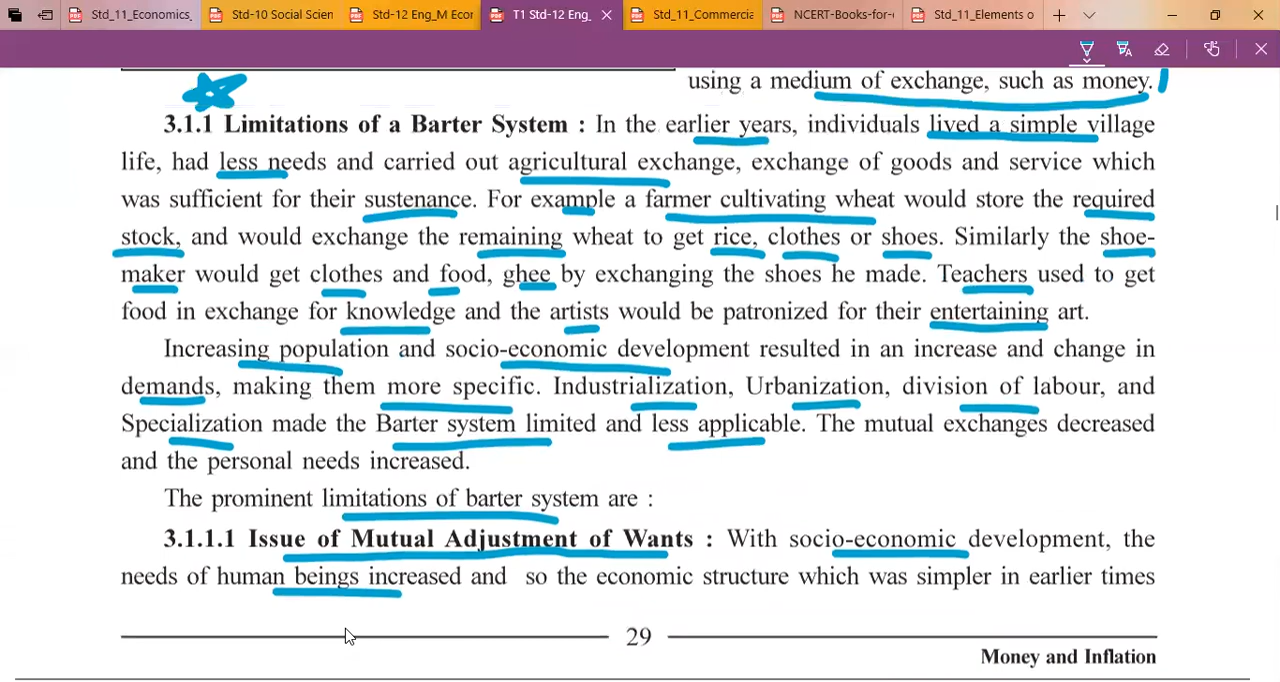 Std_11_Economics_
Std-10 Social Scien
Std-12 Eng_M Econ
T1 Std-12 Eng_
Std_11_Commercia
NCERT-Books-for-
Std_11_Elements o
using a medium of exchange, such as money.
3.1.1 Limitations of a Barter System : In the earlier years, individuals lived a simple village
life, had less needs and carried out agricultural exchange, exchange of goods and service which
was sufficient for their sustenance. For example a farmer cultivating wheat would store the required
stock, and would exchange the remaining wheat to get rice, clothes or shoes. Similarly the shoe-
maker would get clothes and food, ghee by exchanging the shoes he made. Teachers used to get
food in exchange for knowledge and the artists would be patronized for their entertaining art.
Increasing population and socio-economic development resulted in an increase and change in
demands, making them more specific. Industrialization, Urbanization, division of labour, and
Specialization made the Barter system limited and less applicable. The mutual exchanges decreased
and the personal needs increased.
The prominent limitations of barter system are :
3.1.1.1 Issue of Mutual Adjustment of Wants : With socio-economic development, the
needs of human beings increased and so the economic structure which was simpler in earlier times
29
Money and Inflation